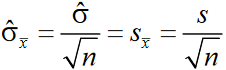 σ̂_x̄ = σ̂/√n = s_x̄ = s/√n